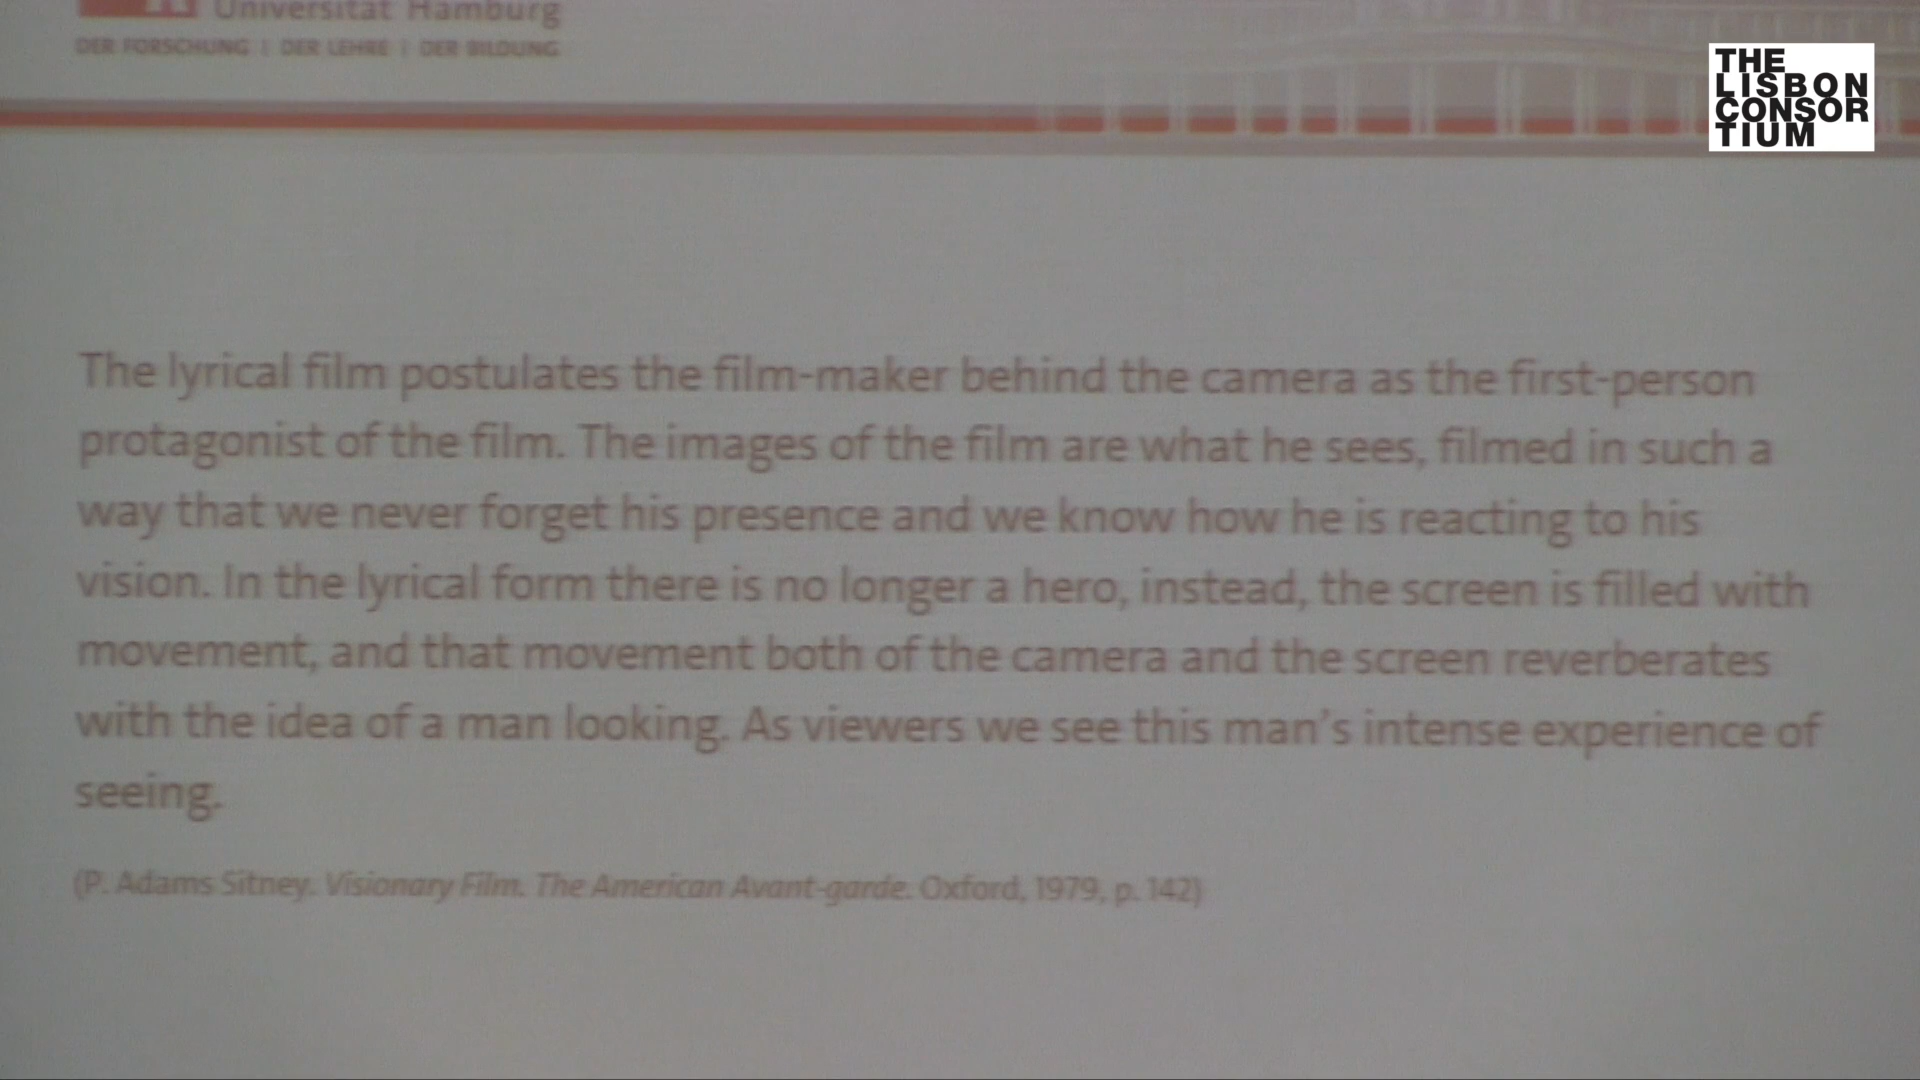 Universität Hamburg
DER FORSCHUNG | DER LEHRE | DER BILDUNG
THE
LISBON
CONSOR
TIUM
The lyrical film postulates the film-maker behind the camera as the first-person
protagonist of the film. The images of the film are what he sees, filmed in such a
way that we never forget his presence and we know how he is reacting to his
vision. In the lyrical form there is no longer a hero, instead, the screen is filled with
movement, and that movement both of the camera and the screen reverberates
with the idea of a man looking. As viewers we see this man's intense experience of
seeing.
(P. Adams Sitney. Visionary Film. The American Avant-garde. Oxford, 1979, p. 142)